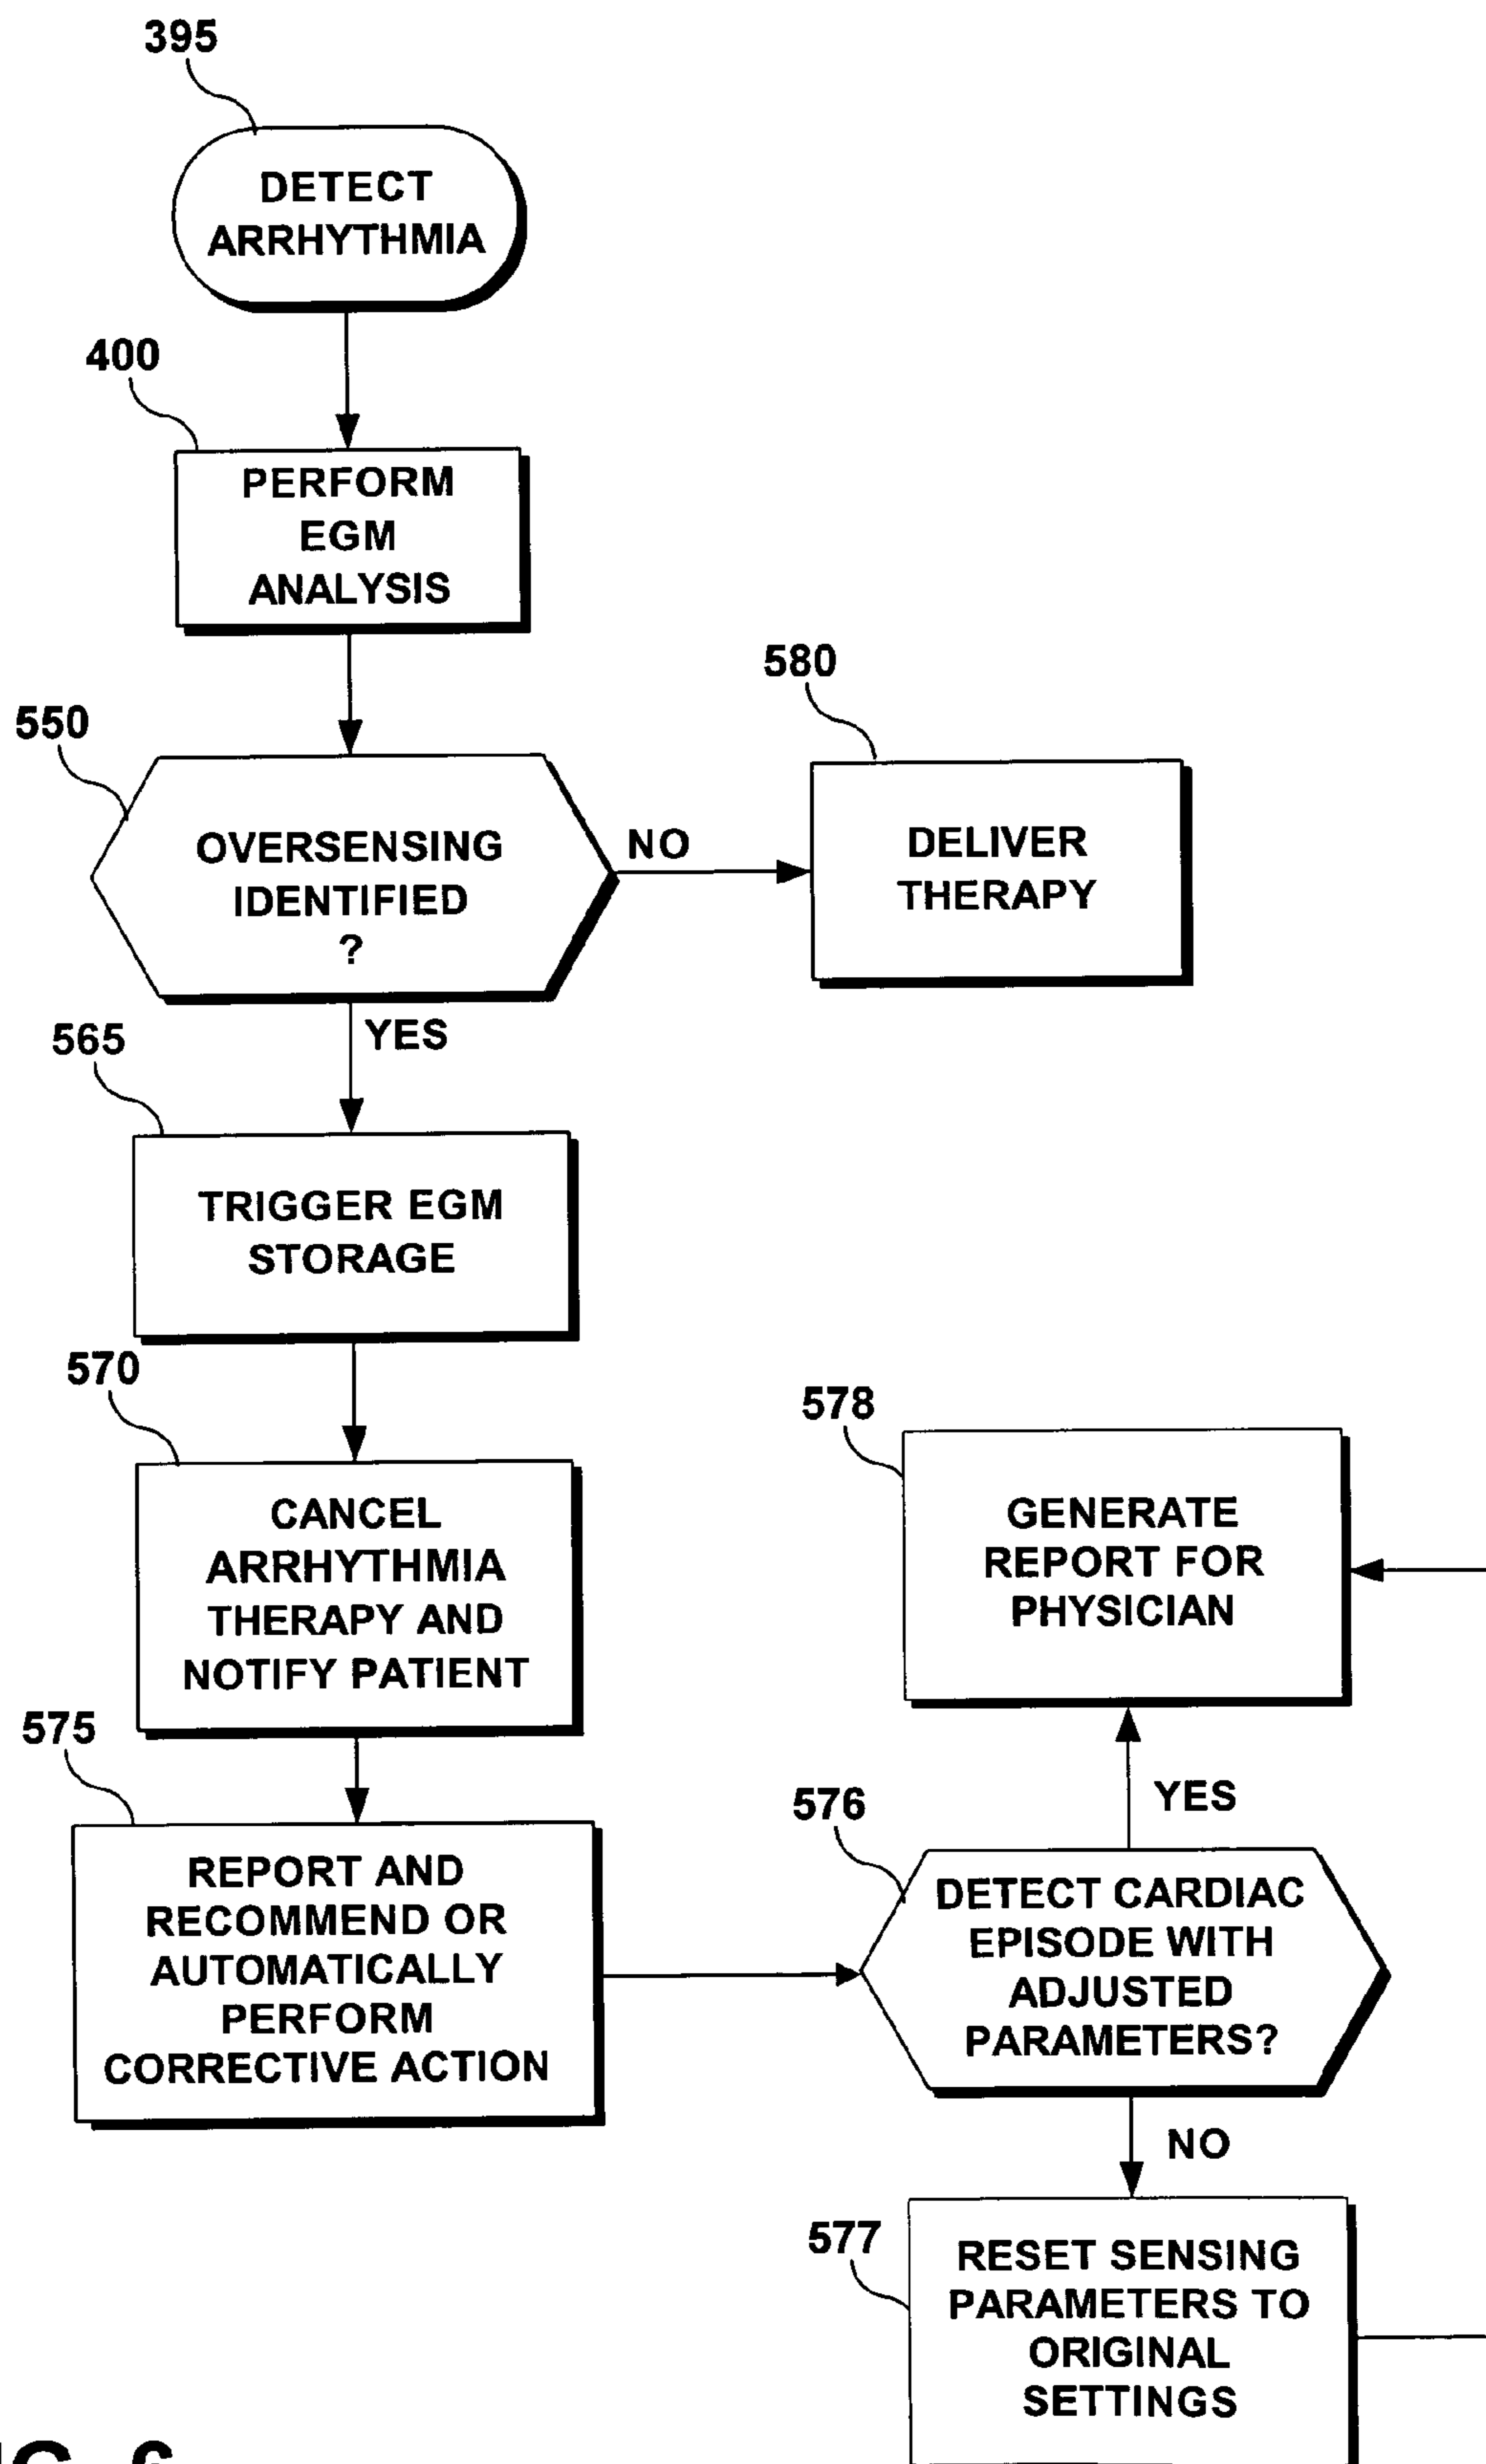 395
DETECT
ARRHYTHMIA
400
PERFORM
EGM
ANALYSIS
550
OVERSENSING
IDENTIFIED
?
NO
580
DELIVER
THERAPY
YES
565
TRIGGER EGM
STORAGE
570
CANCEL
ARRHYTHMIA
THERAPY AND
NOTIFY PATIENT
575
REPORT AND
RECOMMEND OR
AUTOMATICALLY
PERFORM
CORRECTIVE ACTION
578
GENERATE
REPORT FOR
PHYSICIAN
YES
576
DETECT CARDIAC
EPISODE WITH
ADJUSTED
PARAMETERS?
NO
577
RESET SENSING
PARAMETERS TO
ORIGINAL
SETTINGS